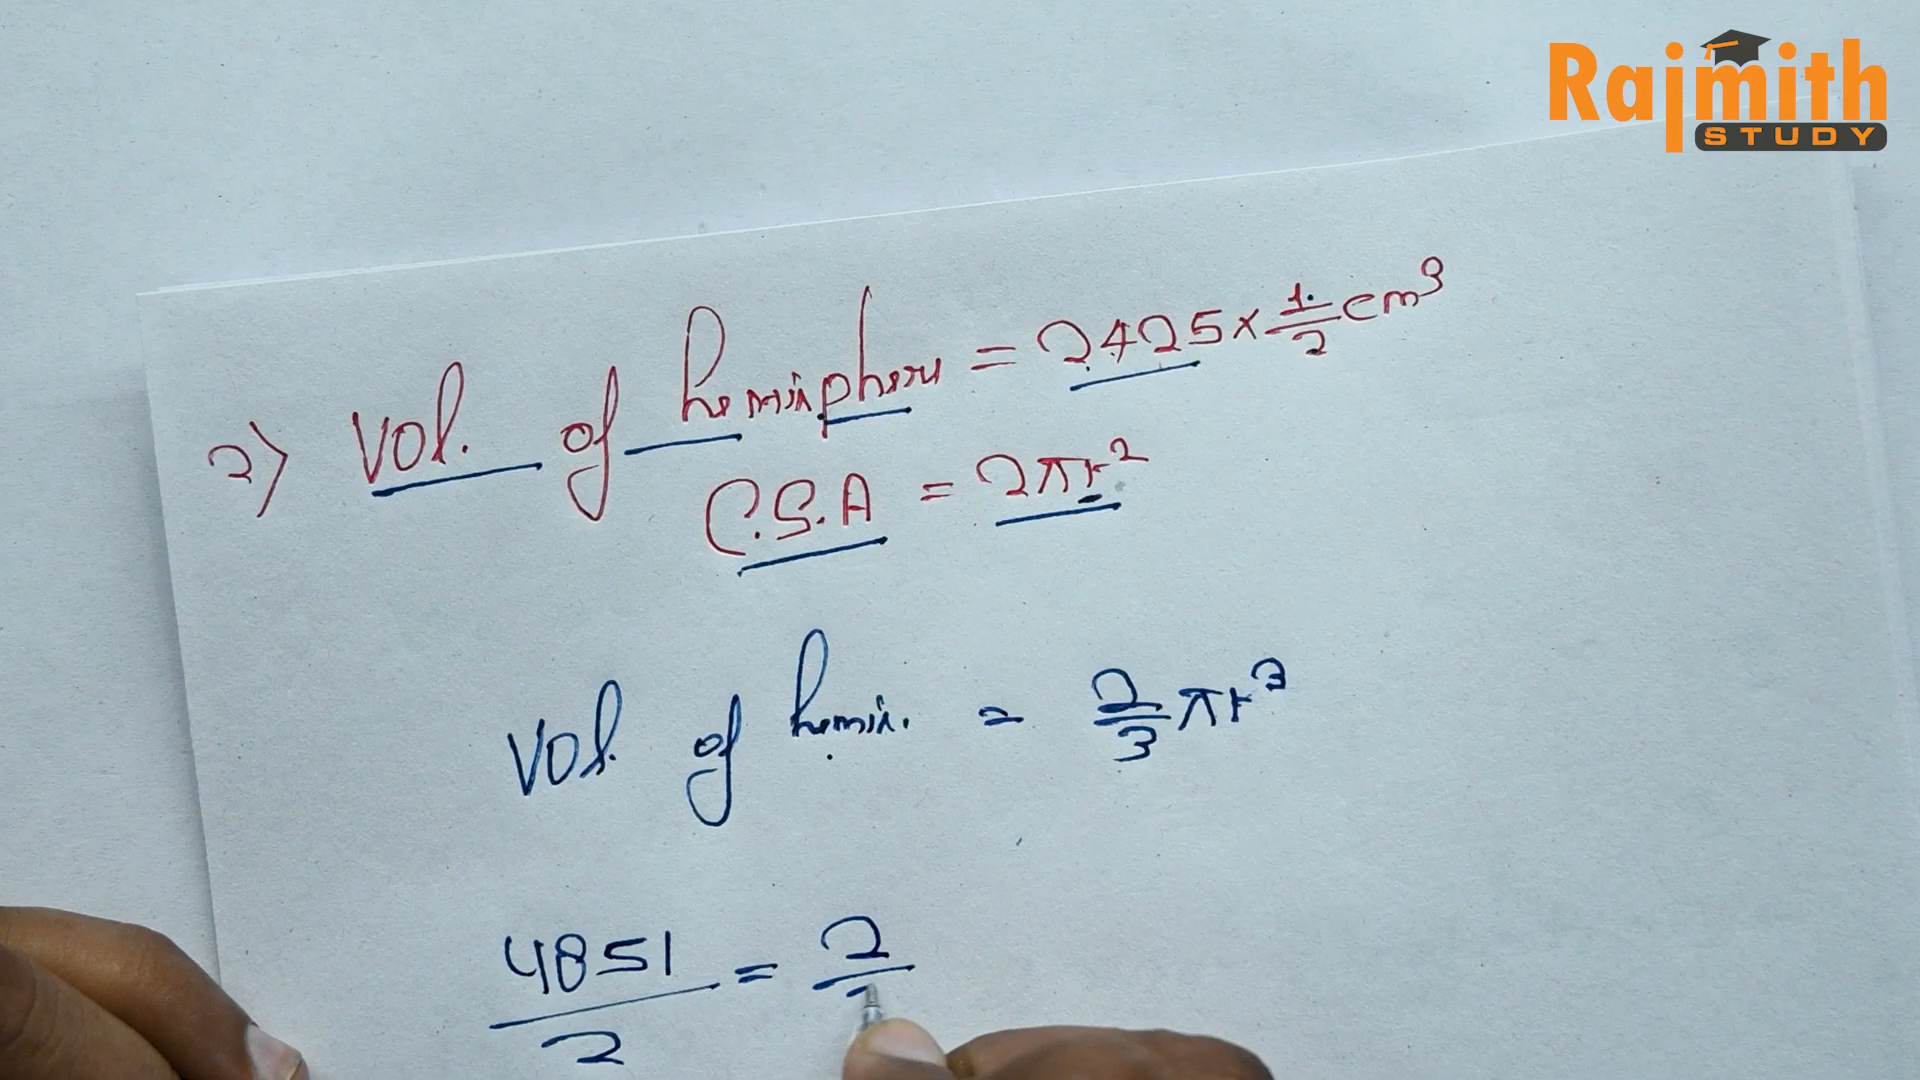 Rajmith
STUDY
2) Vol. of hemisphere = 2425 × 1/2 cm³
C.S.A = 2πr²
Vol. of hemis. = 2/3 πr³
4851/2 = 2/